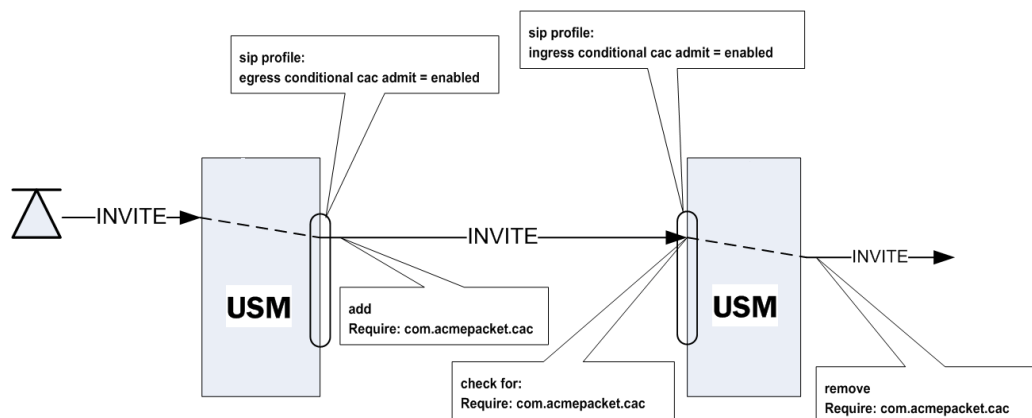 sip profile:
egress conditional cac admit = enabled
sip profile:
ingress conditional cac admit = enabled
INVITE
INVITE
INVITE
USM
USM
add
Require: com.acmepacket.cac
check for:
Require: com.acmepacket.cac
remove
Require: com.acmepacket.cac